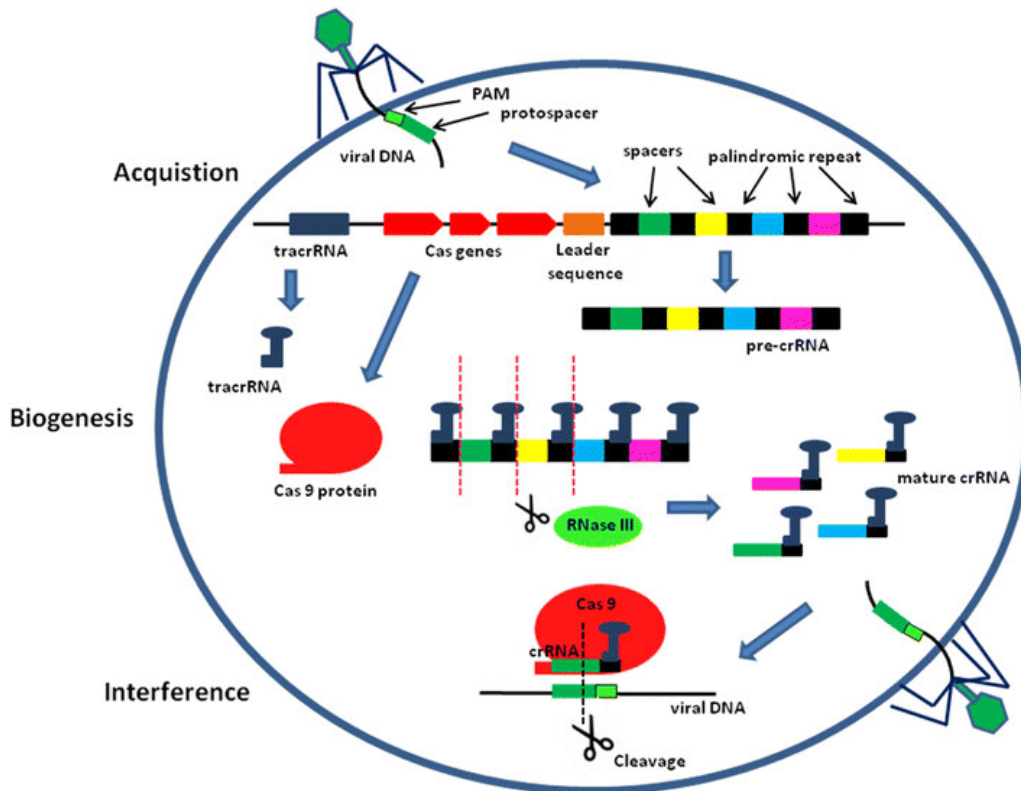 PAM
protospacer
viral DNA
Acquistion
spacers
palindromic repeat
tracrRNA
Cas genes
Leader
sequence
pre-crRNA
tracrRNA
Biogenesis
Cas 9 protein
mature crRNA
RNase III
Cas 9
crRNA
Interference
viral DNA
Cleavage